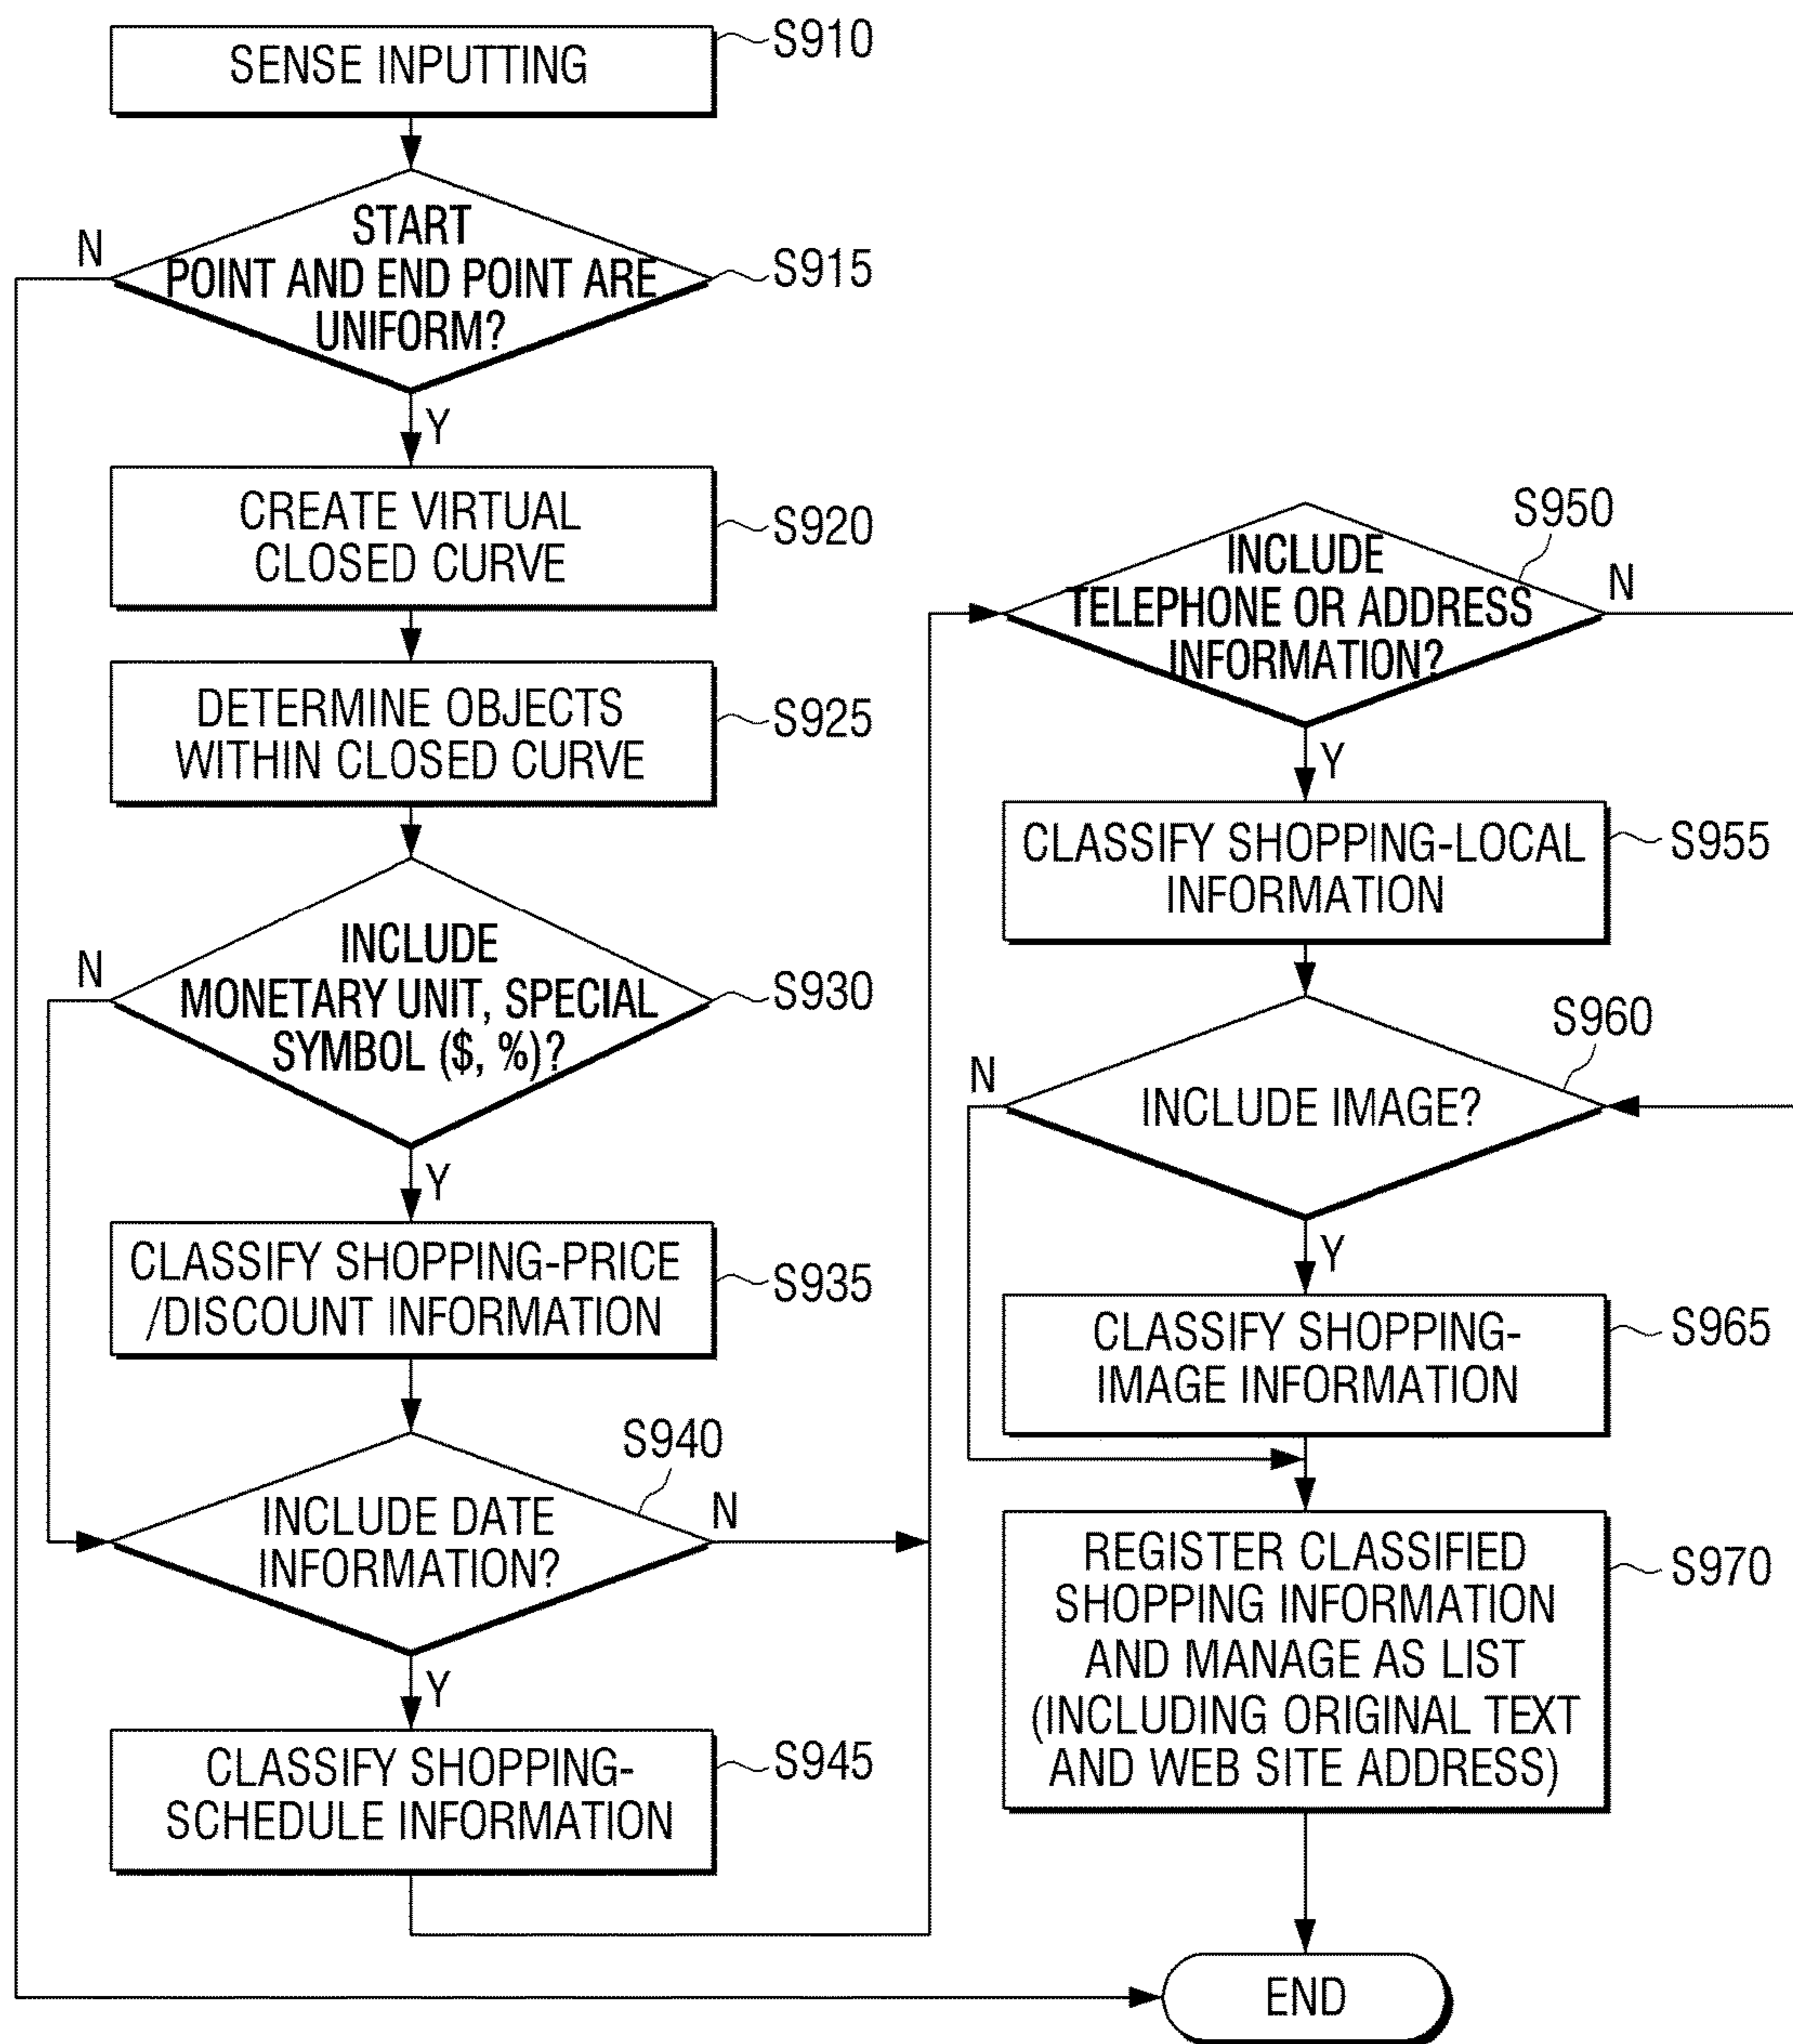 SENSE INPUTTING
S910
START
POINT AND END POINT ARE
UNIFORM?
S915
N
Y
CREATE VIRTUAL
CLOSED CURVE
S920
DETERMINE OBJECTS
WITHIN CLOSED CURVE
S925
INCLUDE
MONETARY UNIT, SPECIAL
SYMBOL ($, %)?
S930
N
Y
CLASSIFY SHOPPING-PRICE
/DISCOUNT INFORMATION
S935
INCLUDE DATE
INFORMATION?
S940
N
Y
CLASSIFY SHOPPING-
SCHEDULE INFORMATION
S945
INCLUDE
TELEPHONE OR ADDRESS
INFORMATION?
S950
N
Y
CLASSIFY SHOPPING-LOCAL
INFORMATION
S955
INCLUDE IMAGE?
S960
N
Y
CLASSIFY SHOPPING-
IMAGE INFORMATION
S965
REGISTER CLASSIFIED
SHOPPING INFORMATION
AND MANAGE AS LIST
(INCLUDING ORIGINAL TEXT
AND WEB SITE ADDRESS)
S970
END